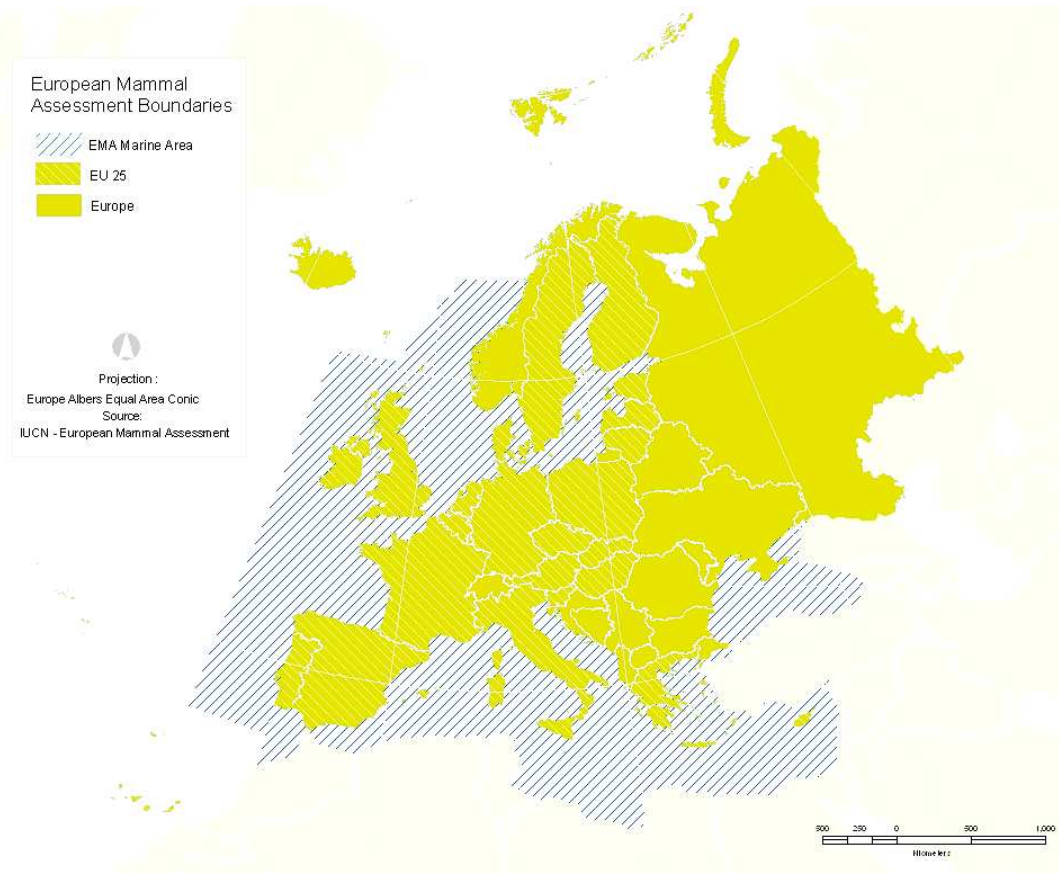 European Mammal
Assessment Boundaries
EMA Marine Area
EU 25
Europe
Projection :
Europe Albers Equal Area Conic
Source:
IUCN - European Mammal Assessment
500 250 0 500 1,000
Kilometers